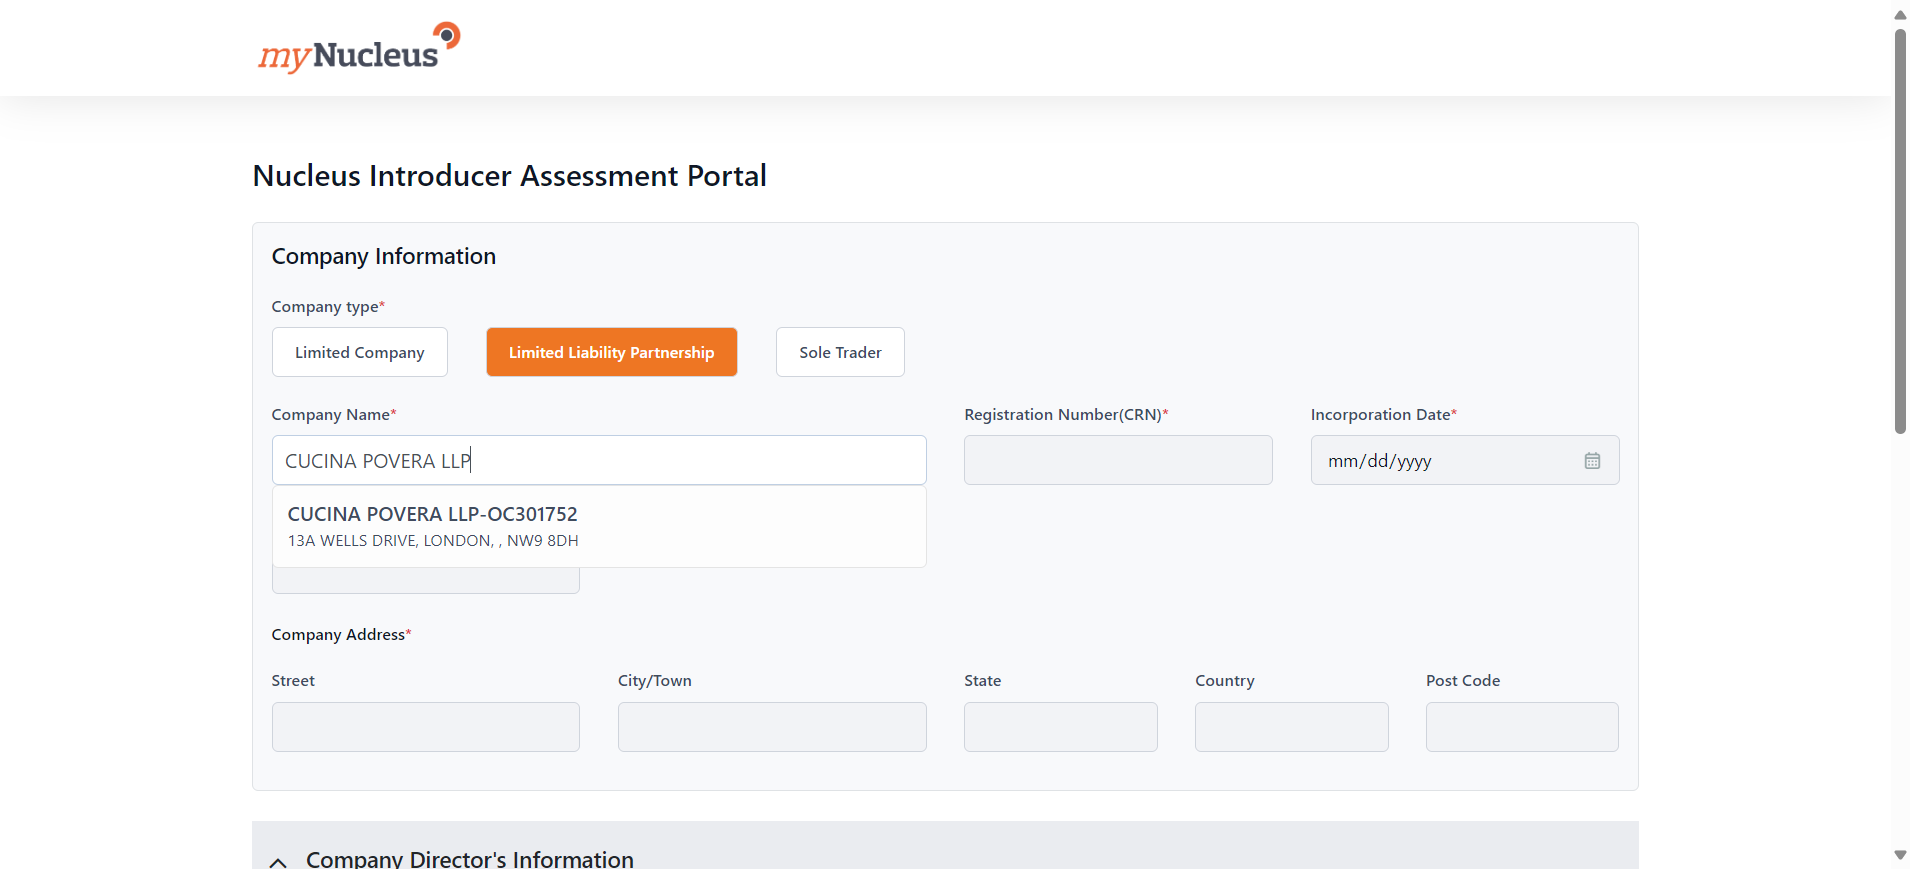 myNucleus
Nucleus Introducer Assessment Portal
Company Information
Company type*
Limited Company
Limited Liability Partnership
Sole Trader
Company Name*
Registration Number(CRN)*
Incorporation Date*
CUCINA POVERA LLP
mm/dd/yyyy
CUCINA POVERA LLP-OC301752
13A WELLS DRIVE, LONDON, , NW9 8DH
Company Address*
Street
City/Town
State
Country
Post Code
Company Director's Information